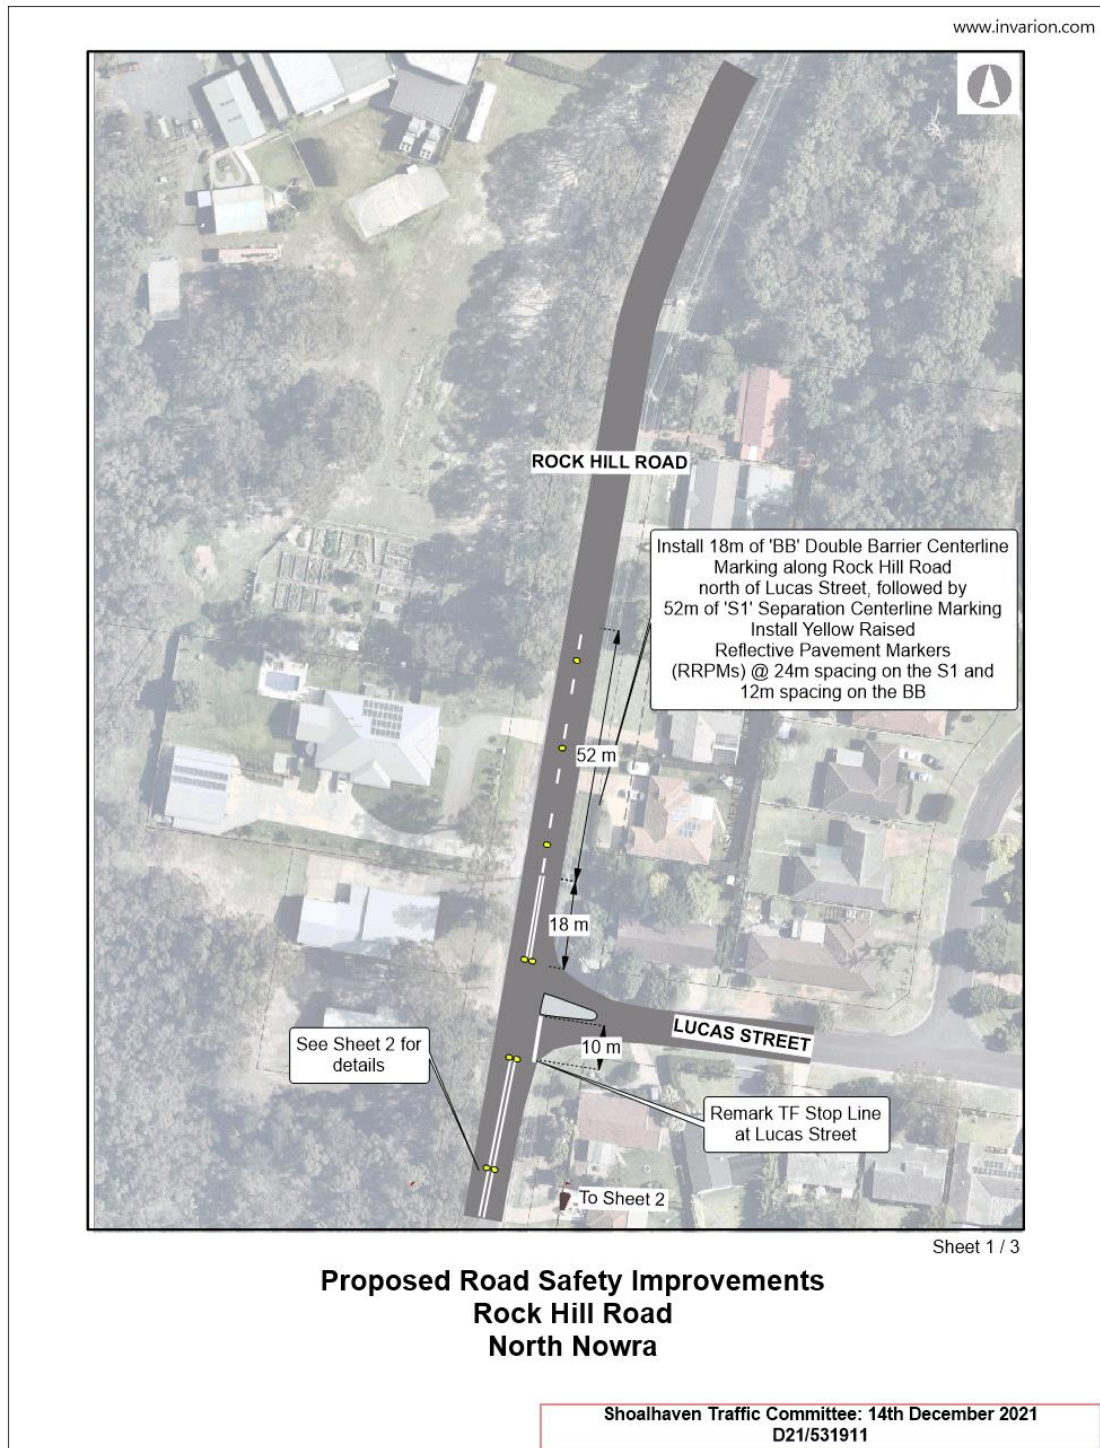 www.invarion.com
ROCK HILL ROAD
Install 18m of 'BB' Double Barrier Centerline
Marking along Rock Hill Road
north of Lucas Street, followed by
52m of 'S1' Separation Centerline Marking
Install Yellow Raised
Reflective Pavement Markers
(RRPMs) @ 24m spacing on the S1 and
12m spacing on the BB
52 m
18 m
LUCAS STREET
10 m
See Sheet 2 for
details
Remark TF Stop Line
at Lucas Street
To Sheet 2
Sheet 1 / 3
Proposed Road Safety Improvements
Rock Hill Road
North Nowra
Shoalhaven Traffic Committee: 14th December 2021
D21/531911